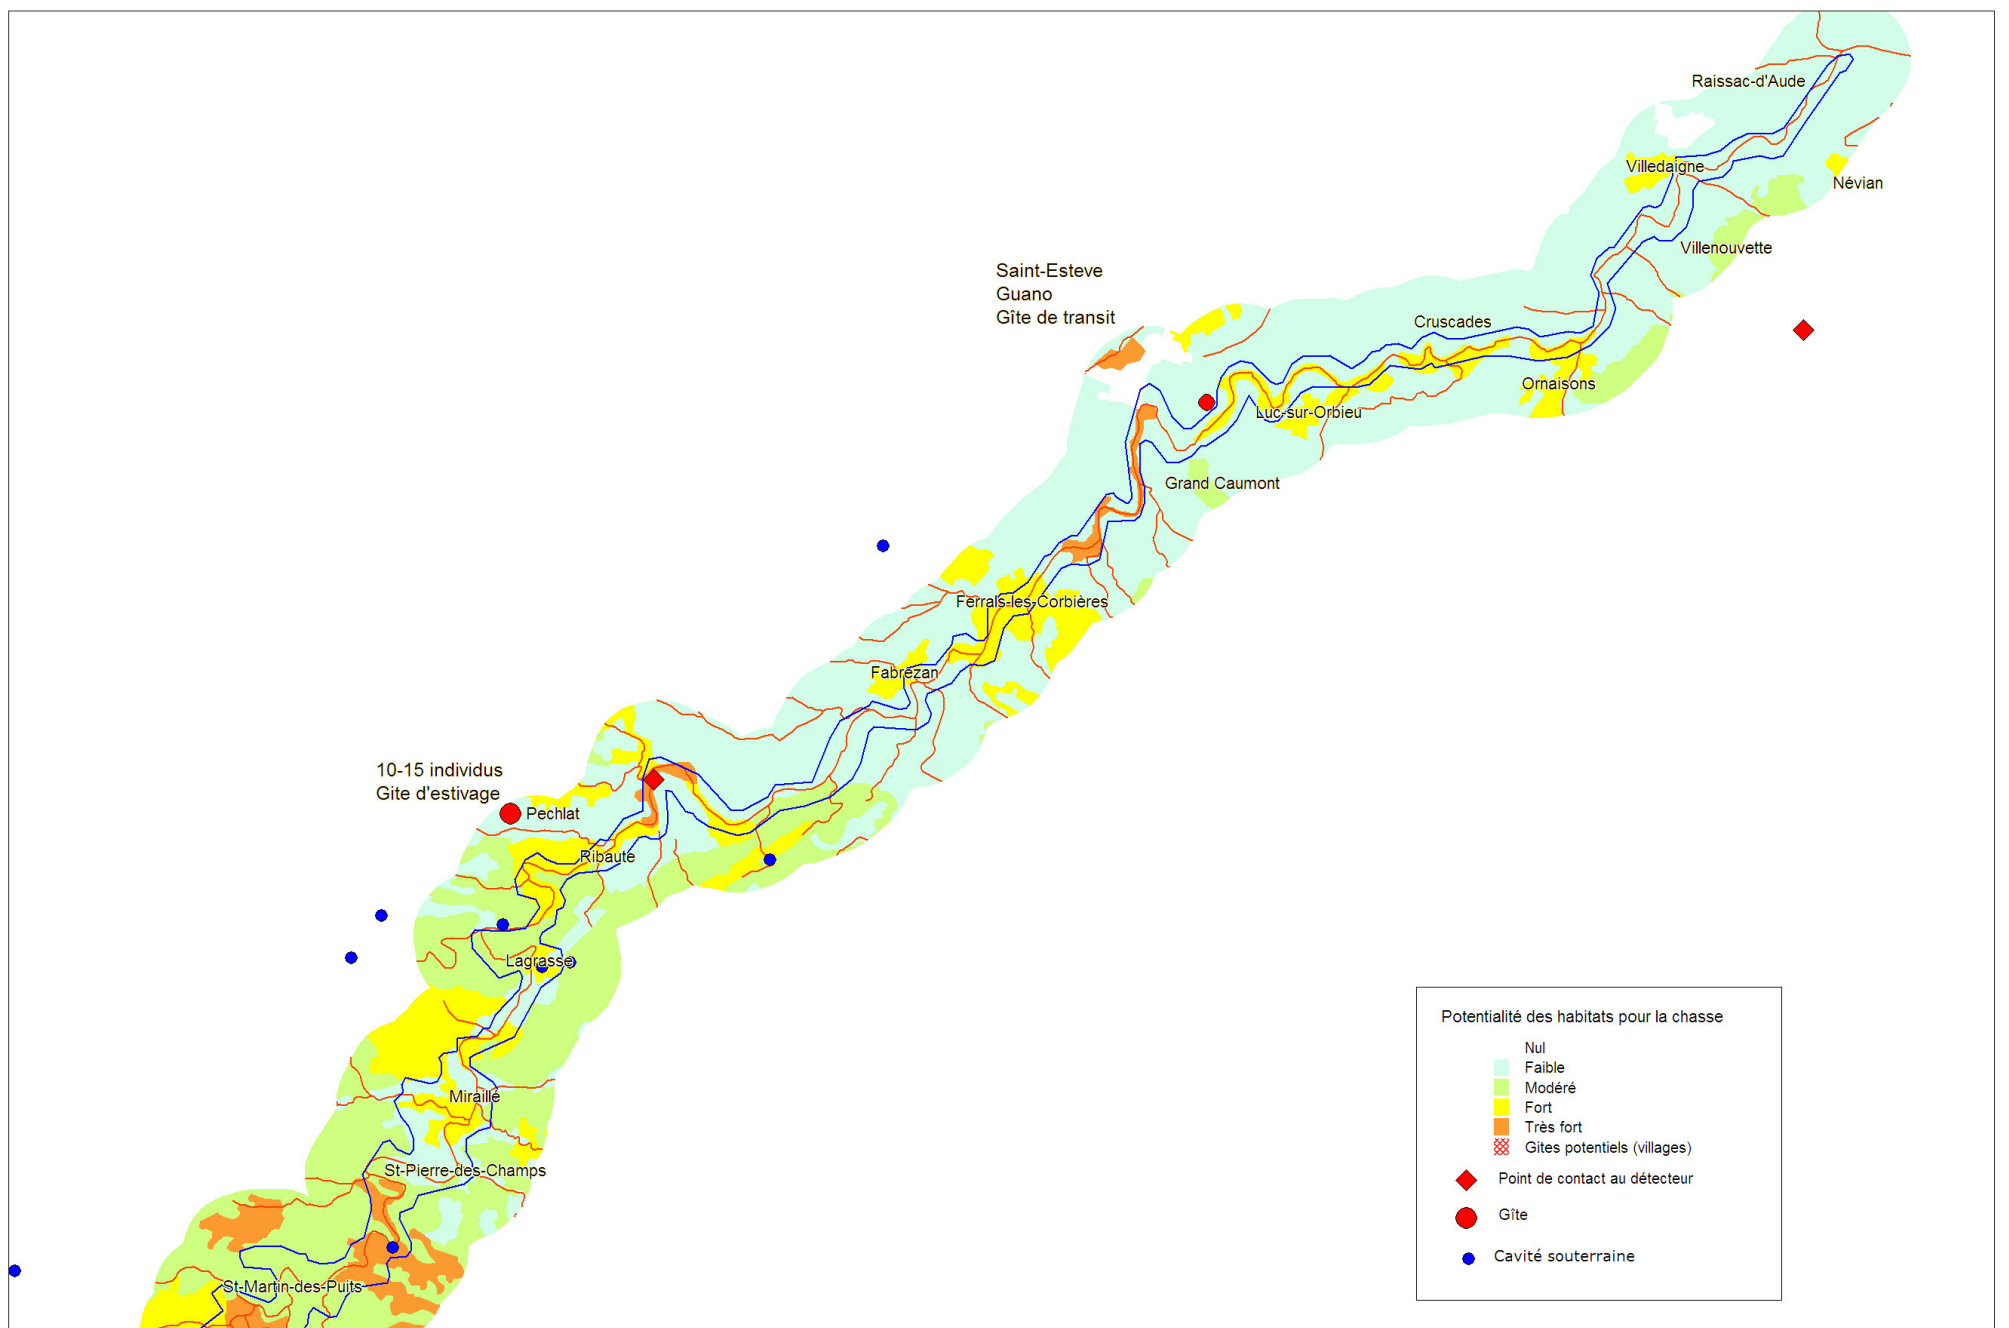 Raissac-d'Aude
Villedaigne
Névian
Villenouvette
Saint-Esteve
Guano
Gîte de transit
Cruscades
Ornaisons
Luc-sur-Orbieu
Grand Caumont
Ferrals-les-Corbières
Fabrezan
10-15 individus
Gite d'estivage
Pechlat
Ribaute
Lagrasse
Miraillé
St-Pierre-des-Champs
St-Martin-des-Puits
Potentialité des habitats pour la chasse
Nul
Faible
Modéré
Fort
Très fort
Gites potentiels (villages)
Point de contact au détecteur
Gîte
Cavité souterraine